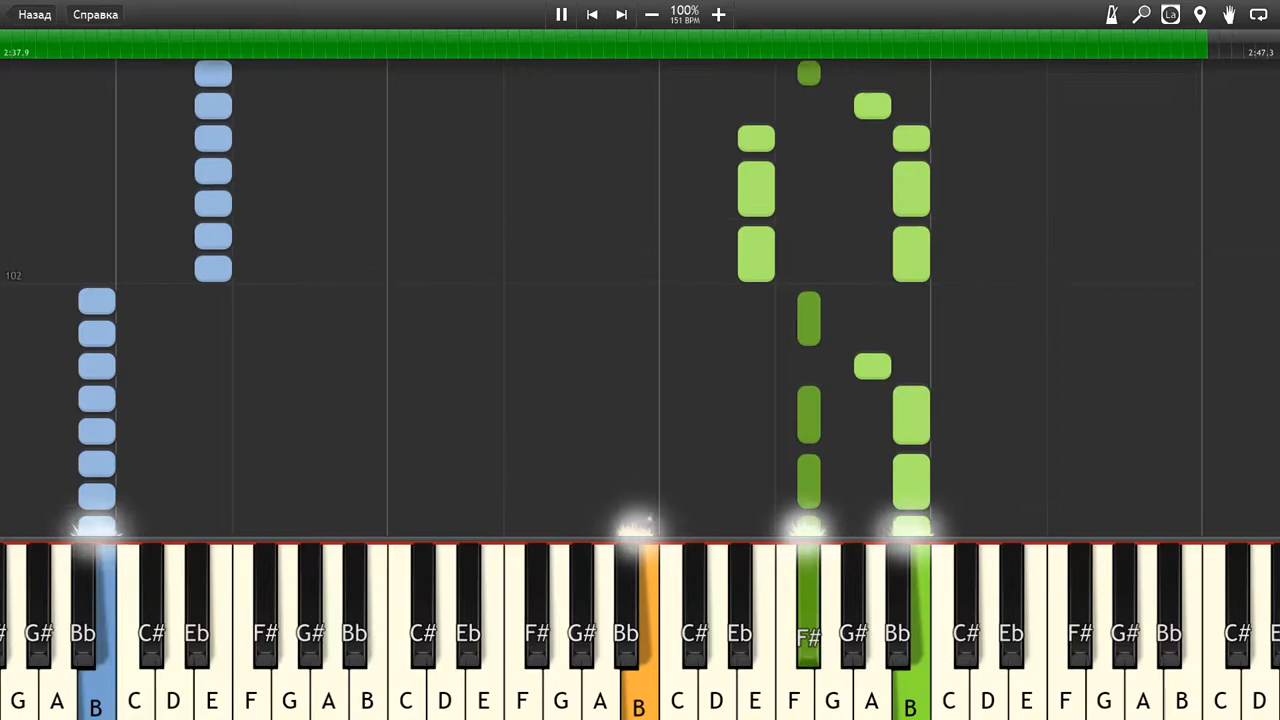 Назад Справка 100% La
151 BPM
2:37,9 2:47,3
102
G# Bb C# Eb F# G# Bb C# Eb F# G# Bb C# Eb F# G# Bb C# Eb F# G# Bb C#
G A B C D E F G A B C D E F G A B C D E F G A B C D E F G A B C D